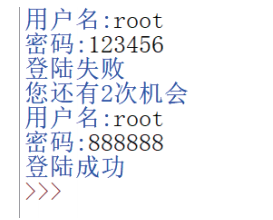 用户名:root
密码:123456
登陆失败
您还有2次机会
用户名:root
密码:888888
登陆成功
>>>